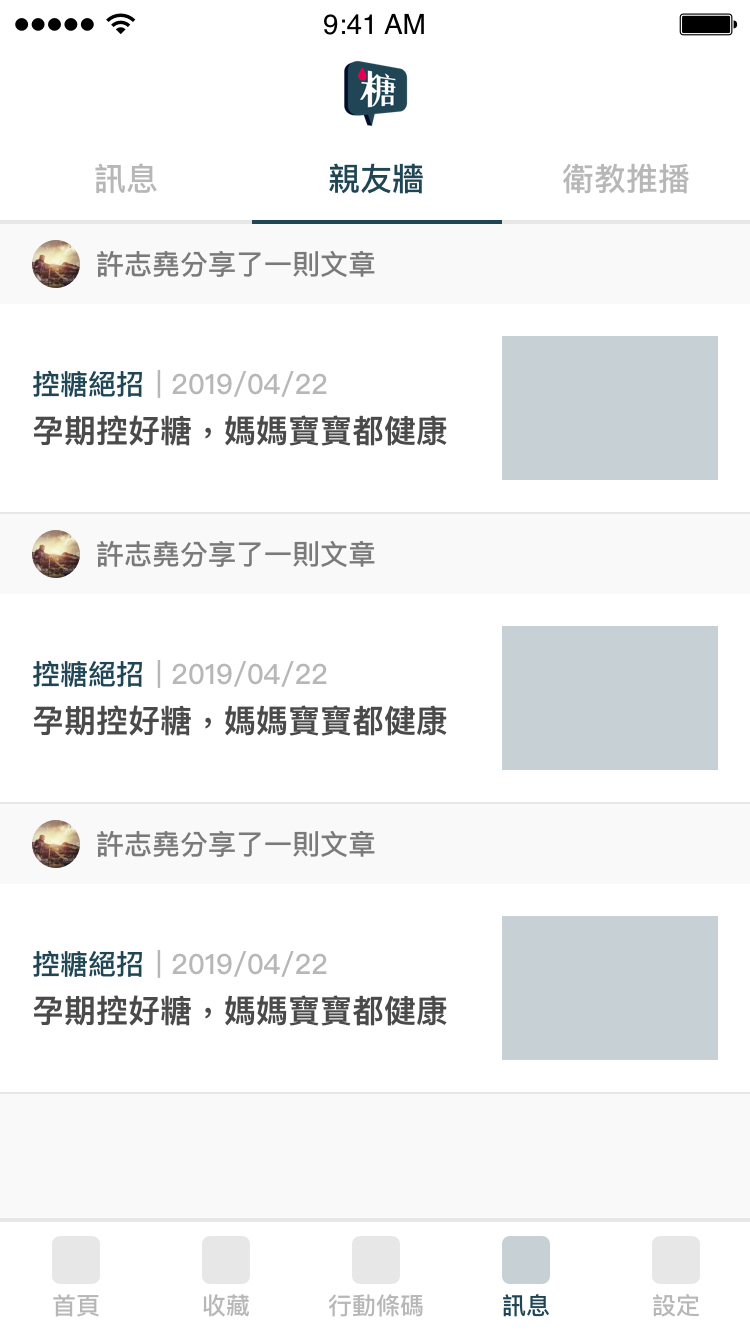 9:41 AM
糖
訊息
親友牆
衛教推播
許志堯分享了一則文章
控糖絕招｜2019/04/22
孕期控好糖，媽媽寶寶都健康
許志堯分享了一則文章
控糖絕招｜2019/04/22
孕期控好糖，媽媽寶寶都健康
許志堯分享了一則文章
控糖絕招｜2019/04/22
孕期控好糖，媽媽寶寶都健康
首頁
收藏
行動條碼
訊息
設定